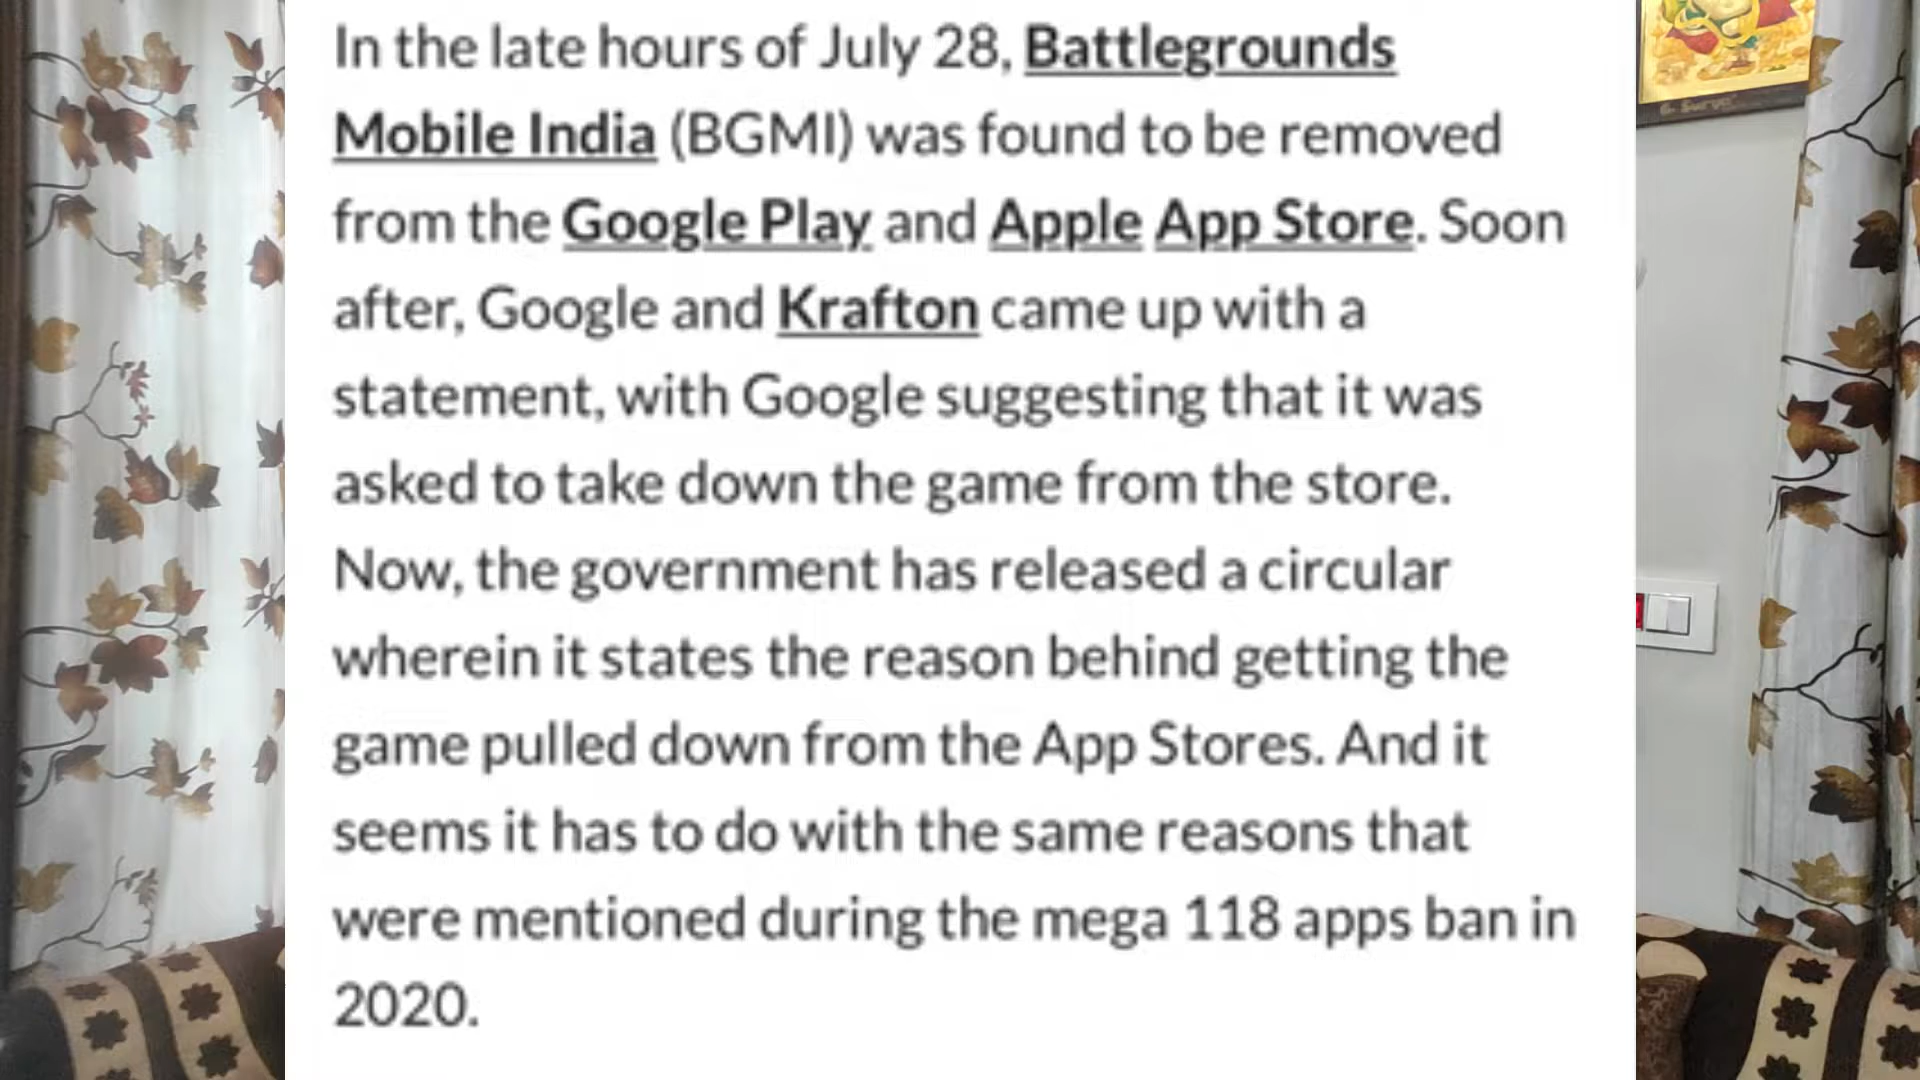 In the late hours of July 28, Battlegrounds
Mobile India (BGMI) was found to be removed
from the Google Play and Apple App Store. Soon
after, Google and Krafton came up with a
statement, with Google suggesting that it was
asked to take down the game from the store.
Now, the government has released a circular
wherein it states the reason behind getting the
game pulled down from the App Stores. And it
seems it has to do with the same reasons that
were mentioned during the mega 118 apps ban in
2020.